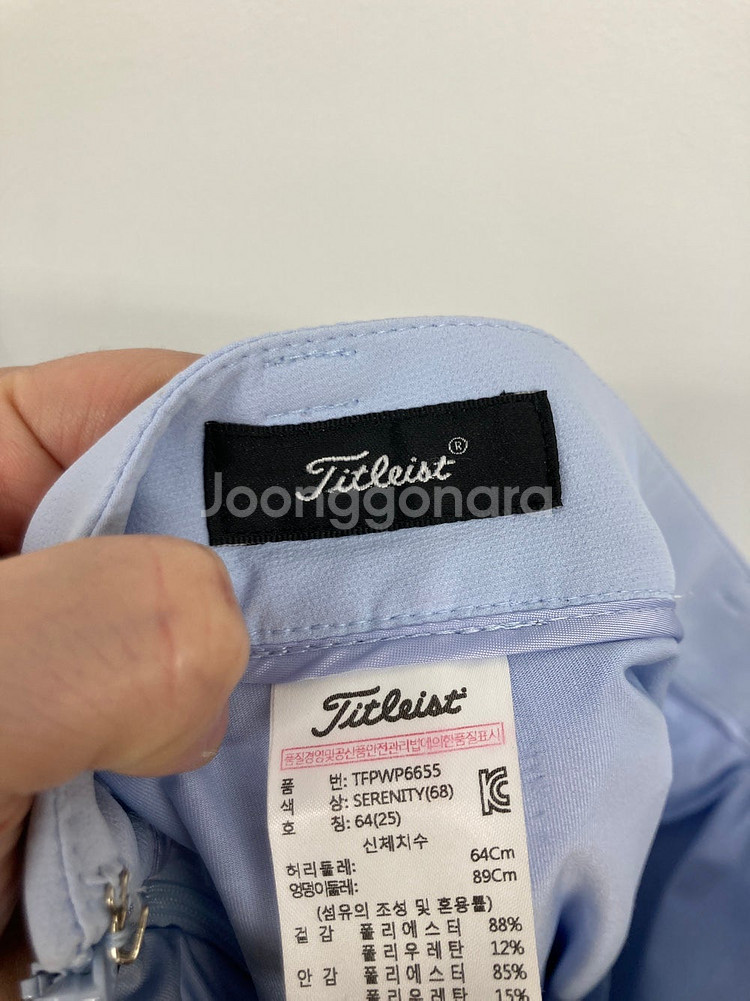 Titleist®
Joonggonara
Titleist
품질경영및공산품안전관리법에의한품질표시
품 번: TFPWP6655
색 상: SERENITY(68)
호 칭: 64(25)
신체치수
허리둘레: 64Cm
엉덩이둘레: 89Cm
(섬유의 조성 및 혼용률)
겉 감 폴리에스터 88%
폴리우레탄 12%
안 감 폴리에스터 85%
폴리우레탄 15%